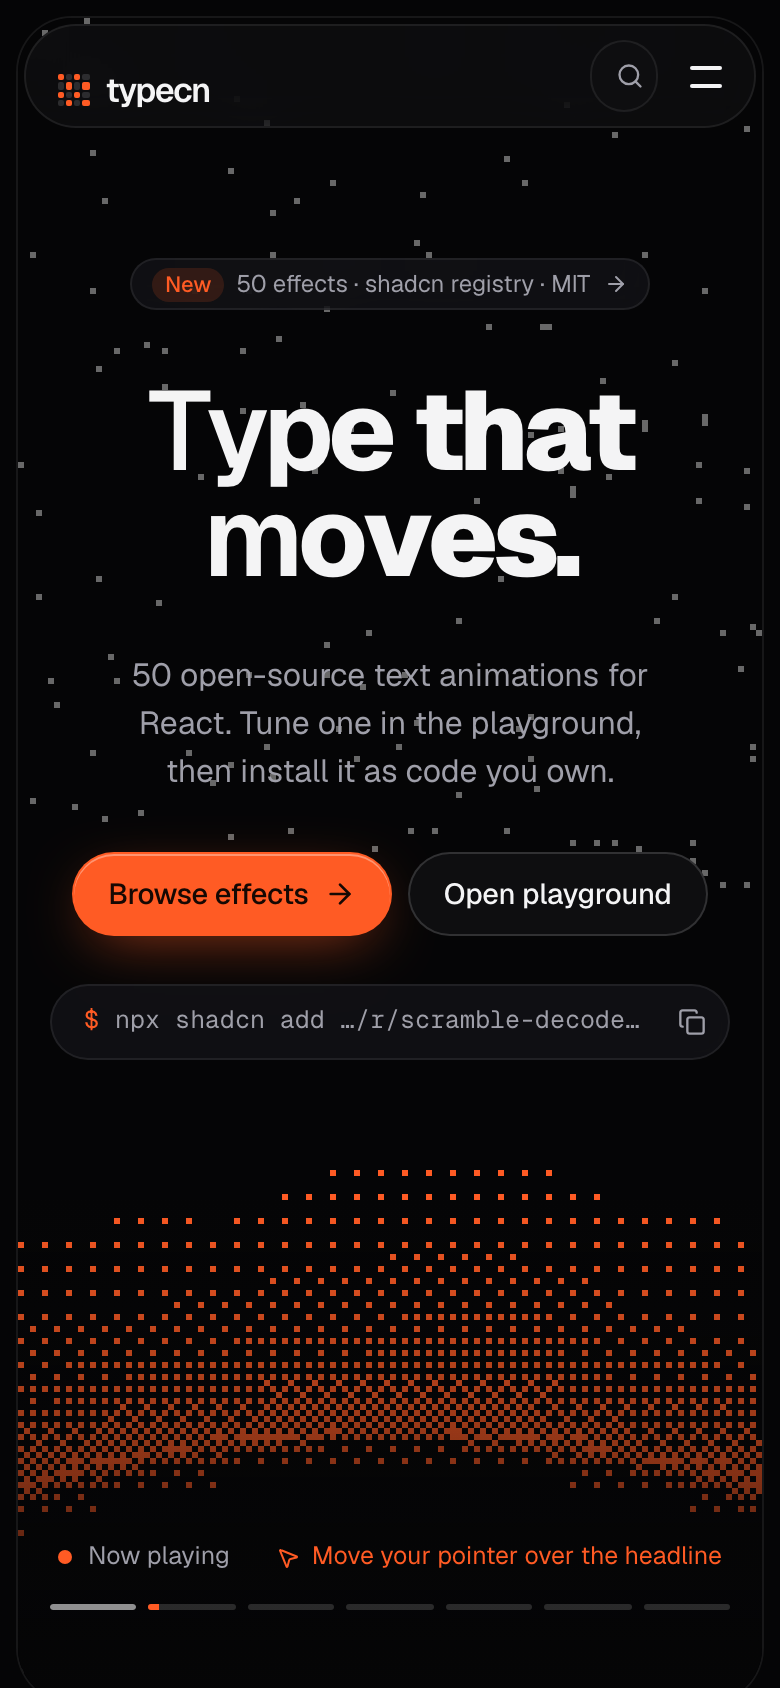 typecn
New 50 effects · shadcn registry · MIT
Type that
moves.
50 open-source text animations for
React. Tune one in the playground,
then install it as code you own.
Browse effects
Open playground
$ npx shadcn add …/r/scramble-decode…
Now playing
Move your pointer over the headline